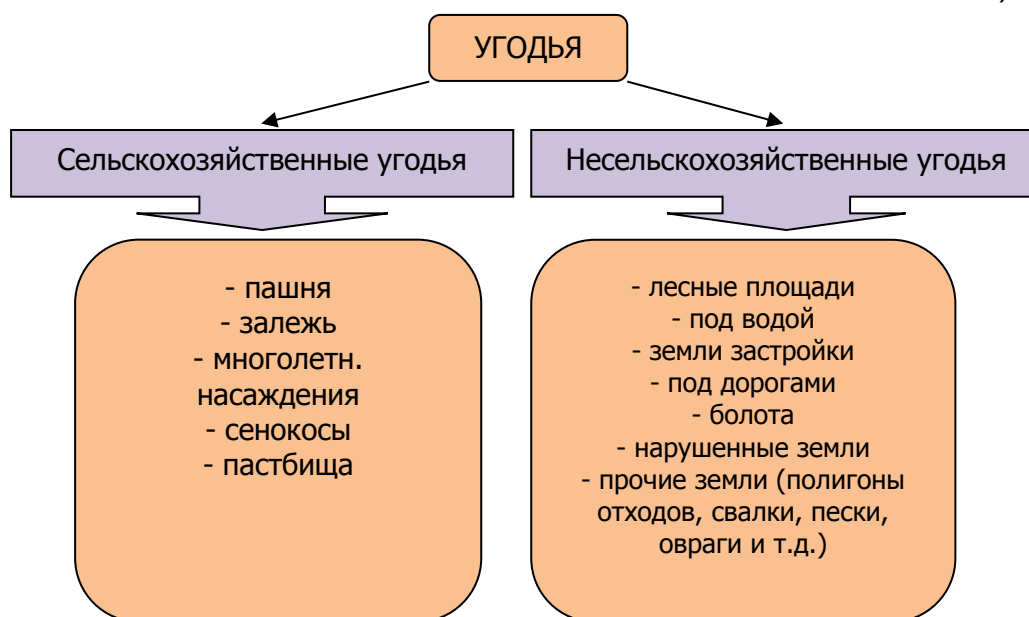 УГОДЬЯ
Сельскохозяйственные угодья
Несельскохозяйственные угодья
- пашня
- залежь
- многолетн.
насаждения
- сенокосы
- пастбища
- лесные площади
- под водой
- земли застройки
- под дорогами
- болота
- нарушенные земли
- прочие земли (полигоны
отходов, свалки, пески,
овраги и т.д.)